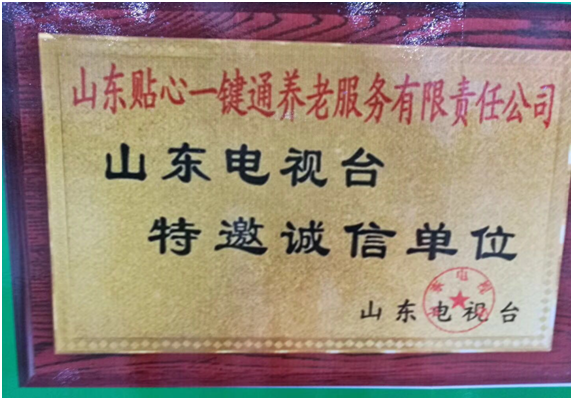 山东贴心一键通养老服务有限责任公司
山东电视台
特邀诚信单位
山东电视台